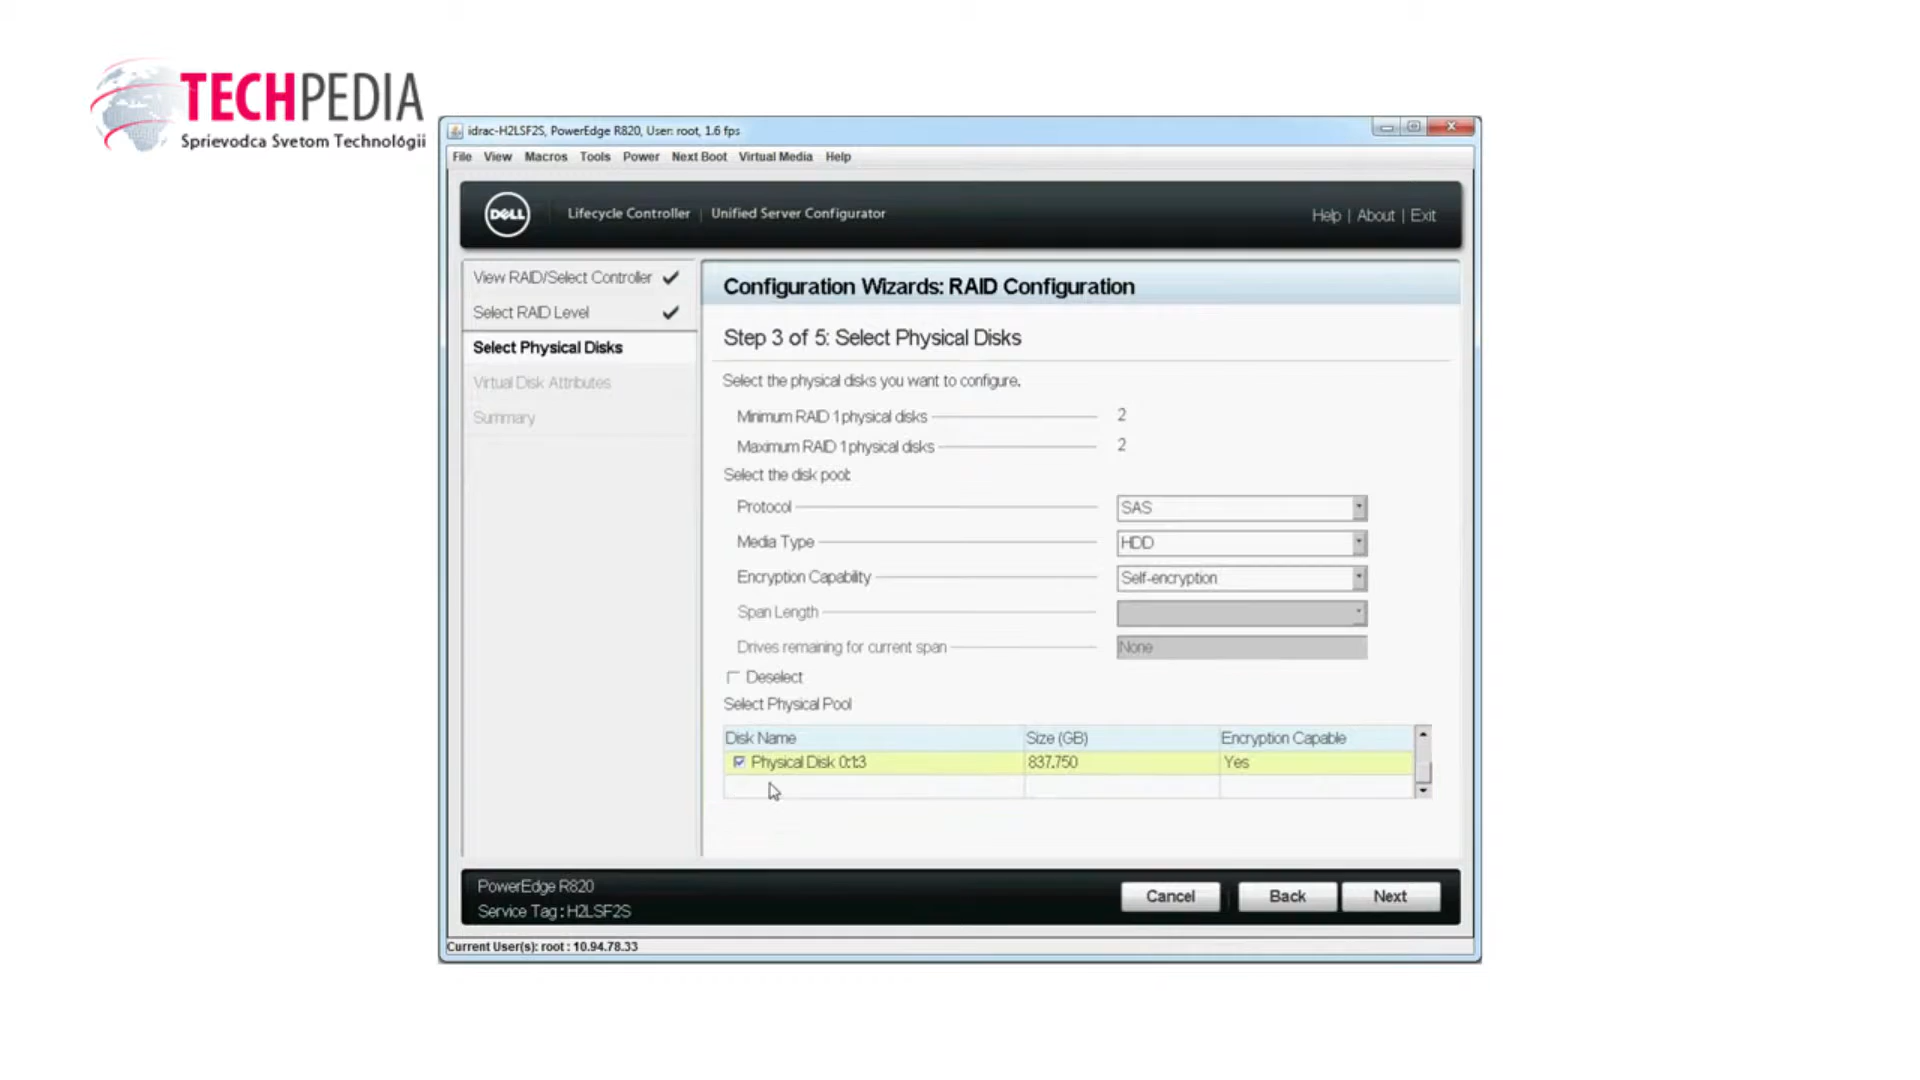 TECHPEDIA
Sprievodca Svetom Technológii
idrac-H2LSF2S, PowerEdge R820, User: root, 1.6 fps
File View Macros Tools Power Next Boot Virtual Media Help
DELL Lifecycle Controller | Unified Server Configurator Help | About | Exit
View RAID/Select Controller
Select RAID Level
Select Physical Disks
Virtual Disk Attributes
Summary
Configuration Wizards: RAID Configuration
Step 3 of 5: Select Physical Disks
Select the physical disks you want to configure.
Minimum RAID 1 physical disks 2
Maximum RAID 1 physical disks 2
Select the disk pool:
Protocol SAS
Media Type HDD
Encryption Capability Self-encryption
Span Length
Drives remaining for current span None
Deselect
Select Physical Pool
Disk Name Size (GB) Encryption Capable
Physical Disk 0:1:3 837.750 Yes
PowerEdge R820
Service Tag : H2LSF2S
Cancel Back Next
Current User(s): root : 10.94.78.33